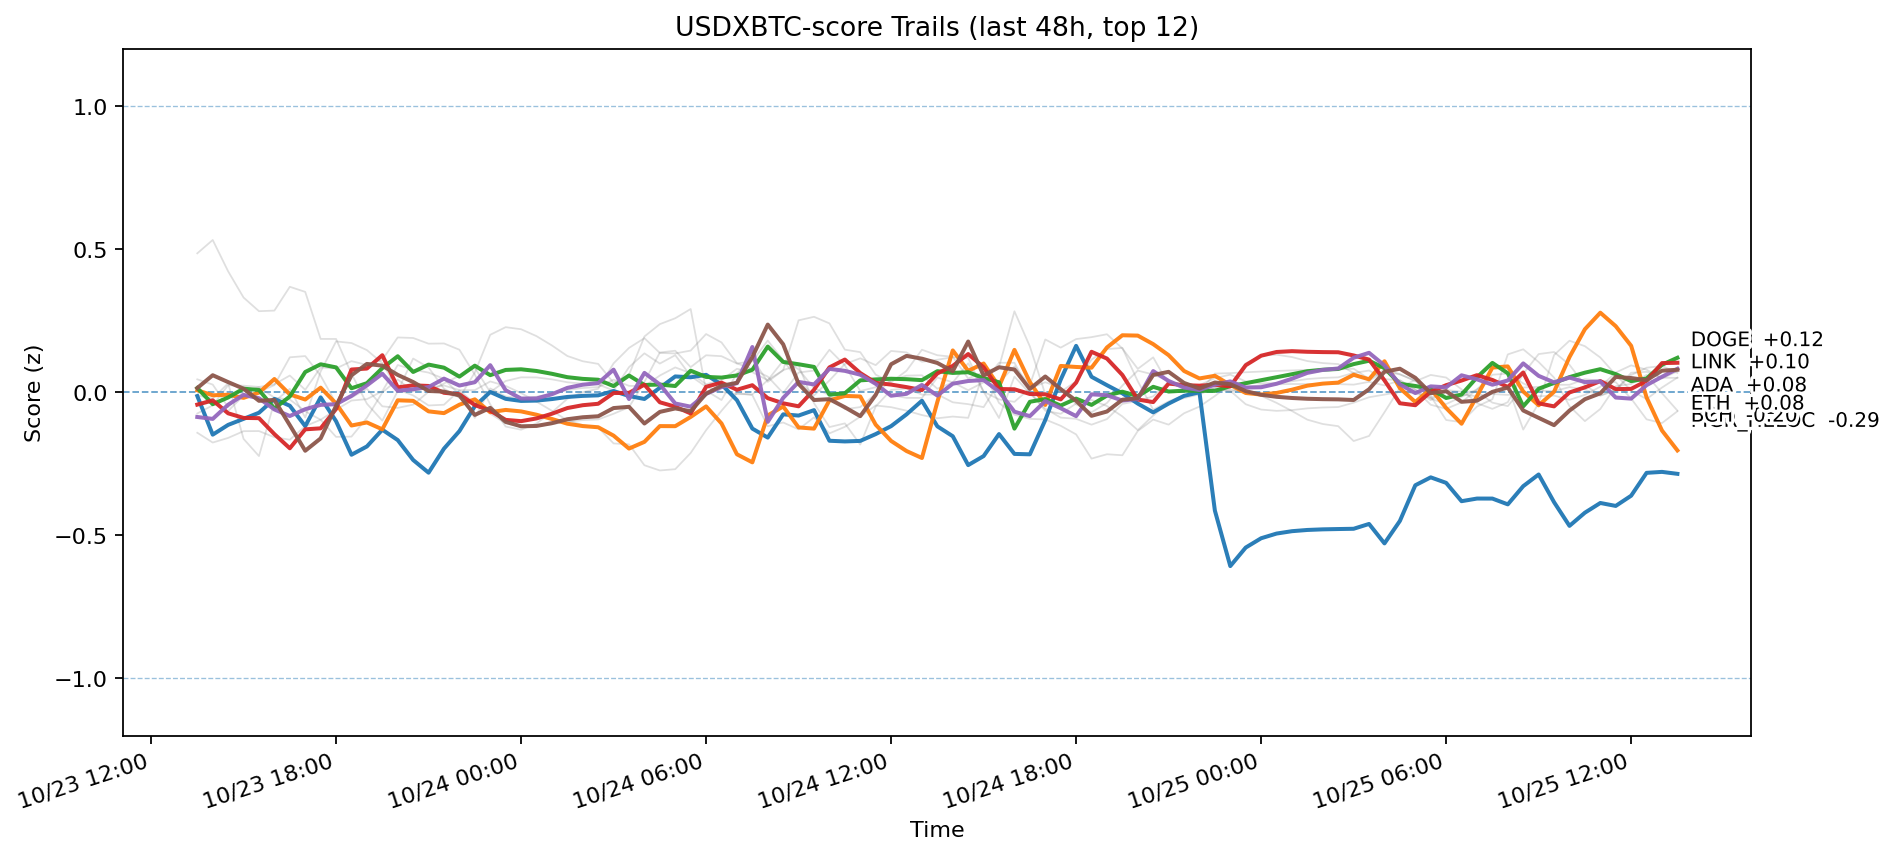 USDXBTC-score Trails (last 48h, top 12)
Score (z)
1.0
0.5
0.0
−0.5
−1.0
DOGE +0.12
LINK +0.10
ADA +0.08
ETH +0.08
-0.29
10/23 12:00
10/23 18:00
10/24 00:00
10/24 06:00
10/24 12:00
10/24 18:00
10/25 00:00
10/25 06:00
10/25 12:00
Time